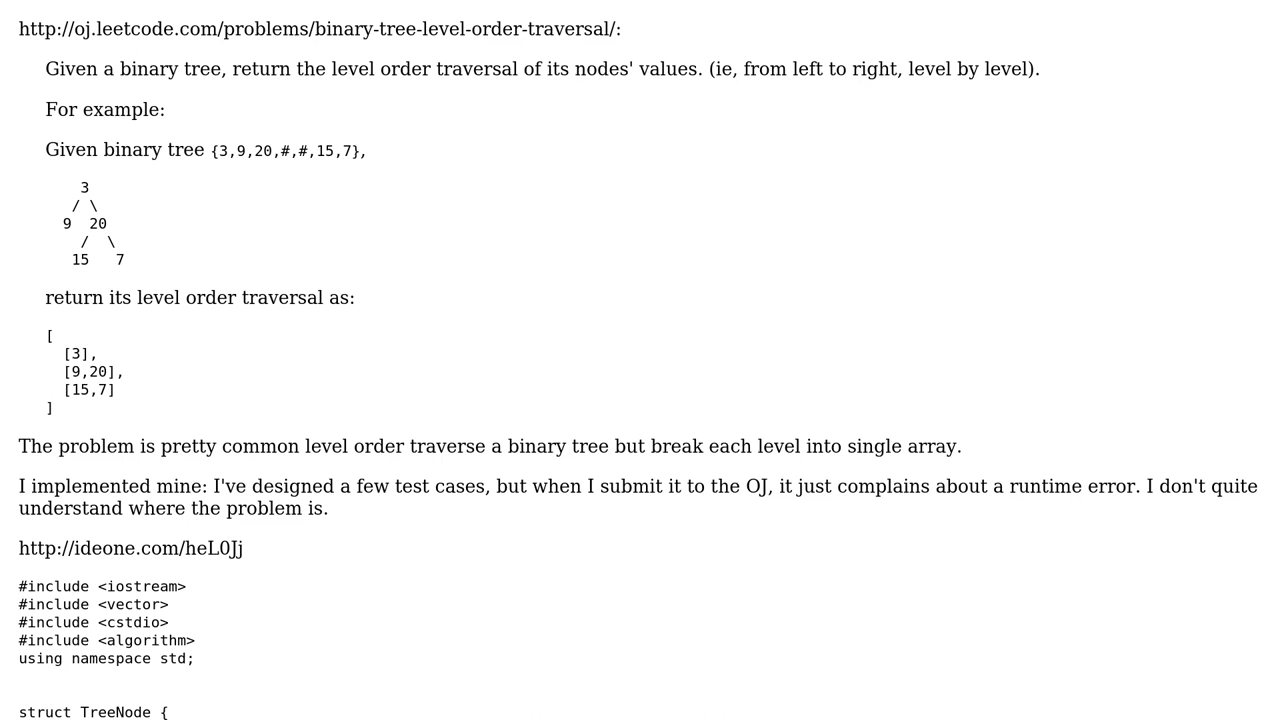 http://oj.leetcode.com/problems/binary-tree-level-order-traversal/:
Given a binary tree, return the level order traversal of its nodes' values. (ie, from left to right, level by level).
For example:
Given binary tree {3,9,20,#,#,15,7},
    3
   / \
  9  20
    /  \
   15   7
return its level order traversal as:
[
  [3],
  [9,20],
  [15,7]
]
The problem is pretty common level order traverse a binary tree but break each level into single array.
I implemented mine: I've designed a few test cases, but when I submit it to the OJ, it just complains about a runtime error. I don't quite
understand where the problem is.
http://ideone.com/heL0Jj
#include <iostream>
#include <vector>
#include <cstdio>
#include <algorithm>
using namespace std;
struct TreeNode {